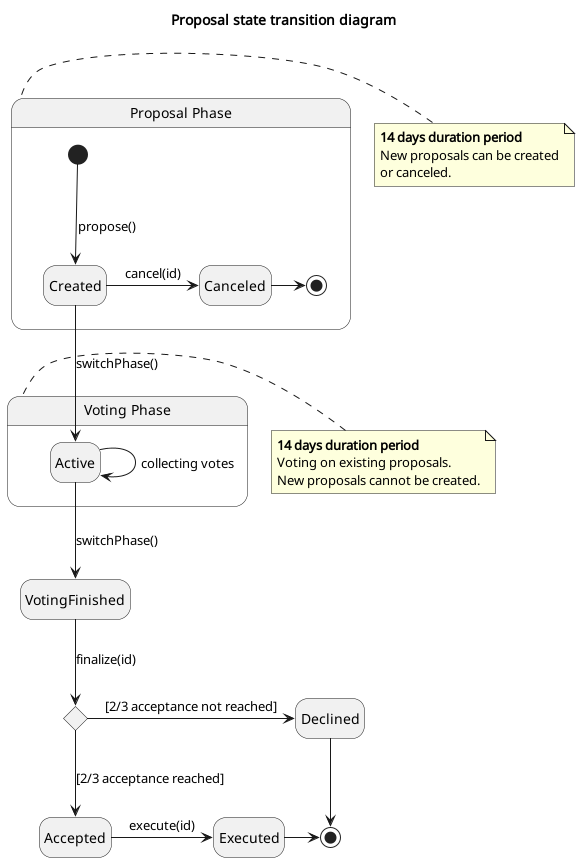 Proposal state transition diagram
Proposal Phase
14 days duration period
New proposals can be created
or canceled.
propose()
Created
cancel(id)
Canceled
switchPhase()
Voting Phase
14 days duration period
Voting on existing proposals.
New proposals cannot be created.
Active
collecting votes
switchPhase()
VotingFinished
finalize(id)
[2/3 acceptance not reached]
Declined
[2/3 acceptance reached]
Accepted
execute(id)
Executed